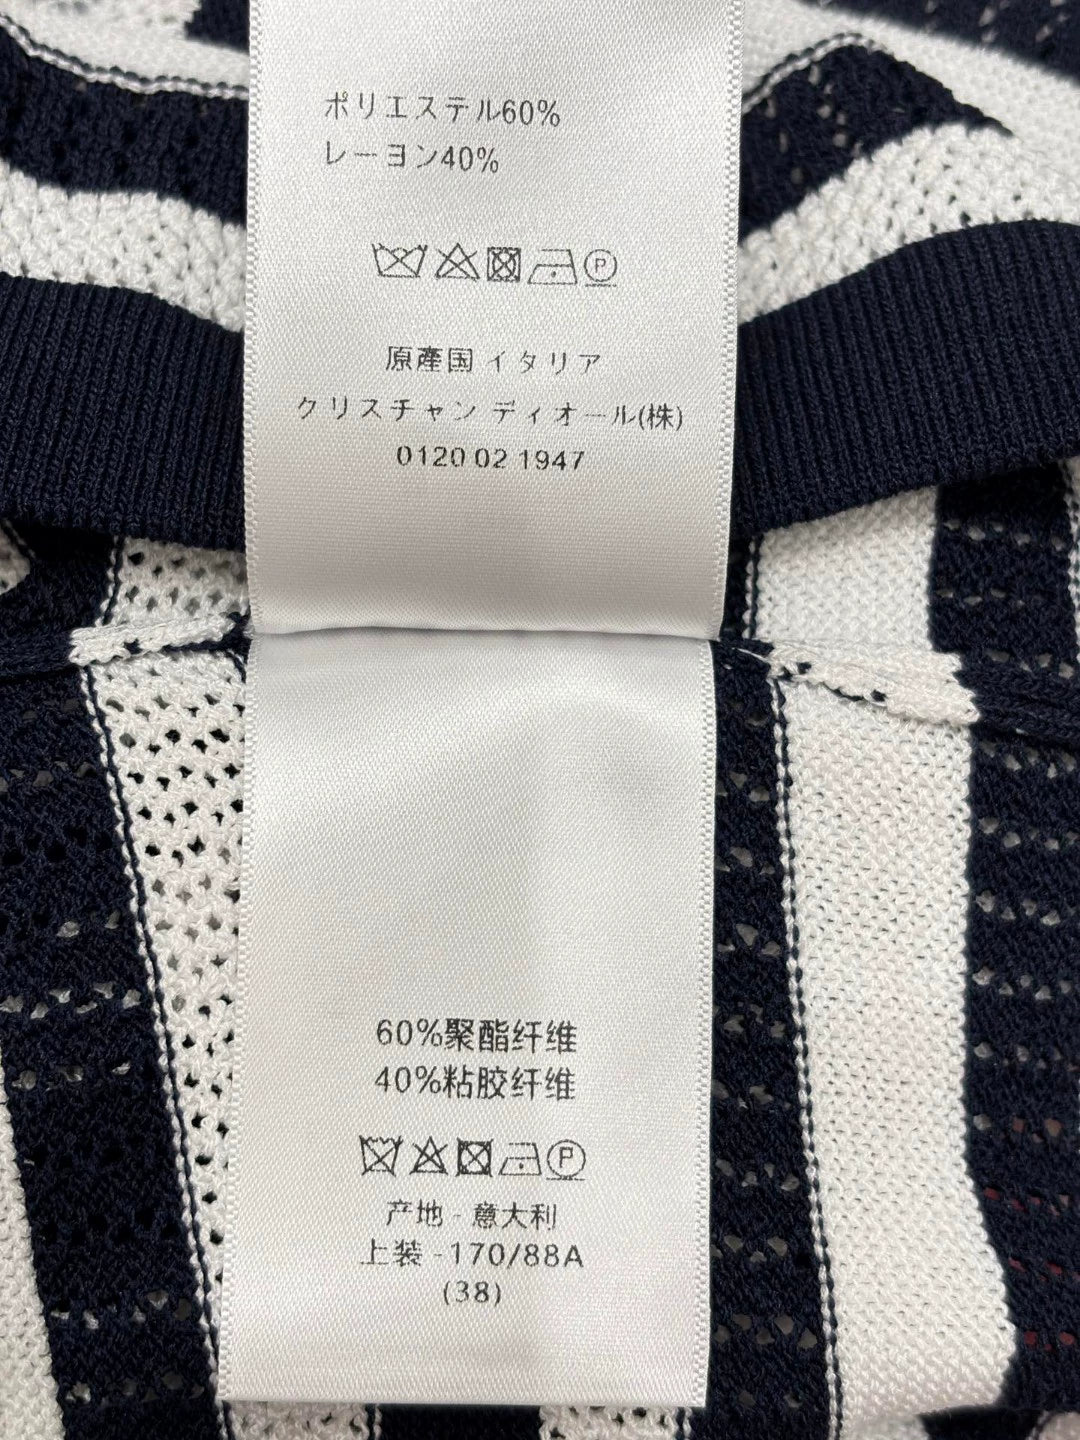 ポリエステル60%
レーヨン40%
P
原産国 イタリア
クリスチャン ディオール(株)
0120 02 1947
60%聚酯纤维
40%粘胶纤维
P
产地 - 意大利
上装 -170/88A
(38)